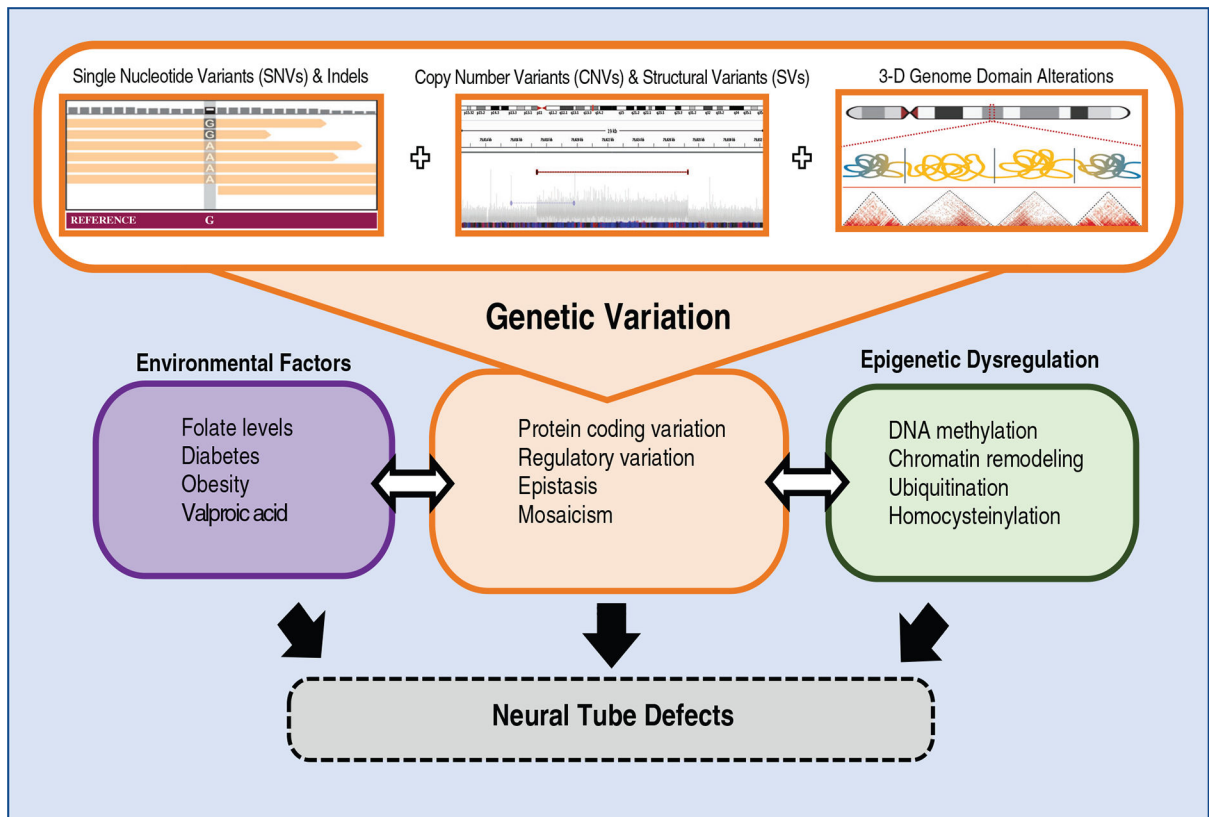 Single Nucleotide Variants (SNVs) & Indels
Copy Number Variants (CNVs) & Structural Variants (SVs)
3-D Genome Domain Alterations
G
G
A
A
A
A
REFERENCE G
Genetic Variation
Environmental Factors
Folate levels
Diabetes
Obesity
Valproic acid
Protein coding variation
Regulatory variation
Epistasis
Mosaicism
Epigenetic Dysregulation
DNA methylation
Chromatin remodeling
Ubiquitination
Homocysteinylation
Neural Tube Defects